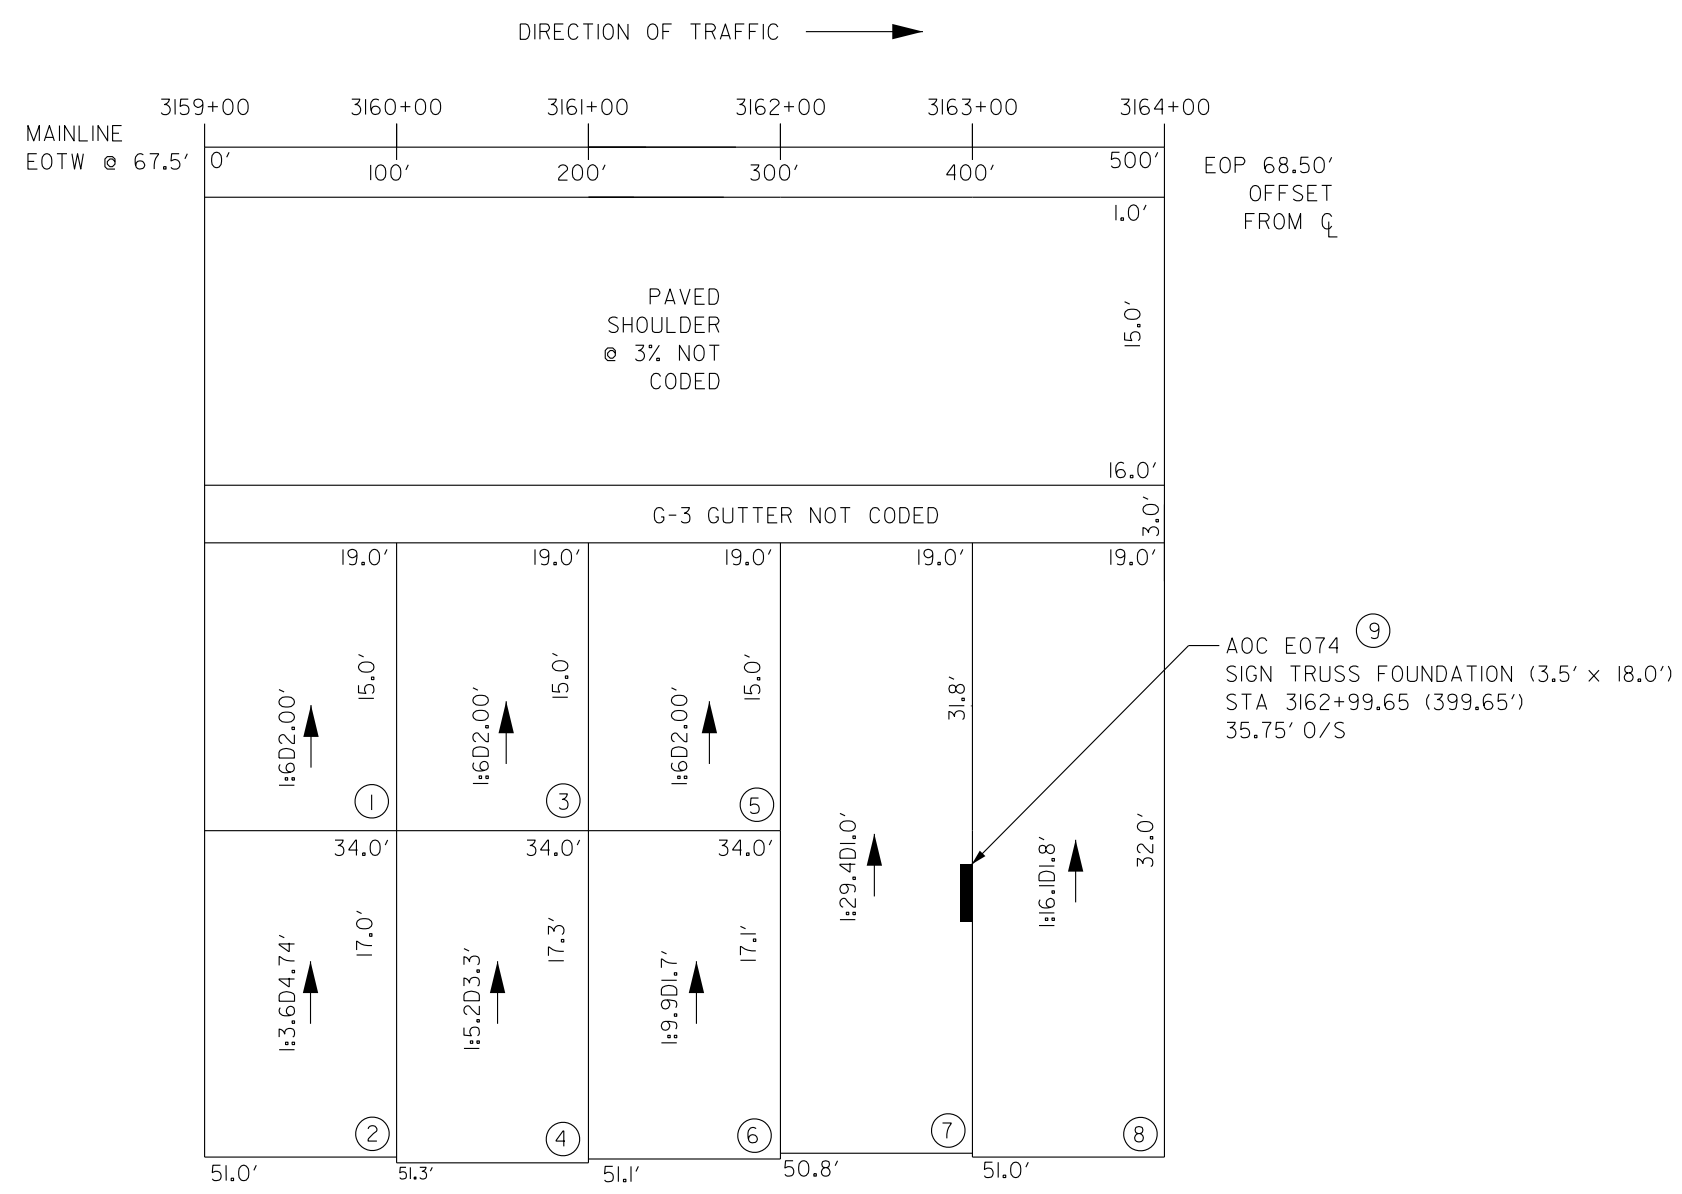 DIRECTION OF TRAFFIC
3159+00 3160+00 3161+00 3162+00 3163+00 3164+00
MAINLINE
EOTW @ 67.5' 0' 100' 200' 300' 400' 500'
EOP 68.50'
OFFSET
FROM ℄
1.0'
PAVED
SHOULDER
@ 3% NOT
CODED
15.0'
16.0'
G-3 GUTTER NOT CODED
3.0'
19.0' 19.0' 19.0' 19.0' 19.0'
AOC E074 9
SIGN TRUSS FOUNDATION (3.5' x 18.0')
STA 3162+99.65 (399.65')
35.75' O/S
15.0' 15.0' 15.0' 31.8'
1:6D2.00' 1:6D2.00' 1:6D2.00'
1 3 5
34.0' 34.0' 34.0'
1:29.4D1.0' 1:16.1D1.8' 32.0'
17.0' 17.3' 17.1'
1:3.6D4.74' 1:5.2D3.3' 1:9.9D1.7'
2 4 6 7 8
51.0' 51.3' 51.1' 50.8' 51.0'